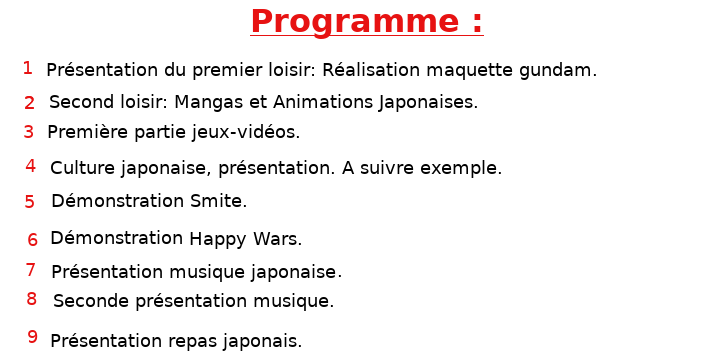 Programme :
1 Présentation du premier loisir: Réalisation maquette gundam.
2 Second loisir: Mangas et Animations Japonaises.
3 Première partie jeux-vidéos.
4 Culture japonaise, présentation. A suivre exemple.
5 Démonstration Smite.
6 Démonstration Happy Wars.
7 Présentation musique japonaise.
8 Seconde présentation musique.
9 Présentation repas japonais.